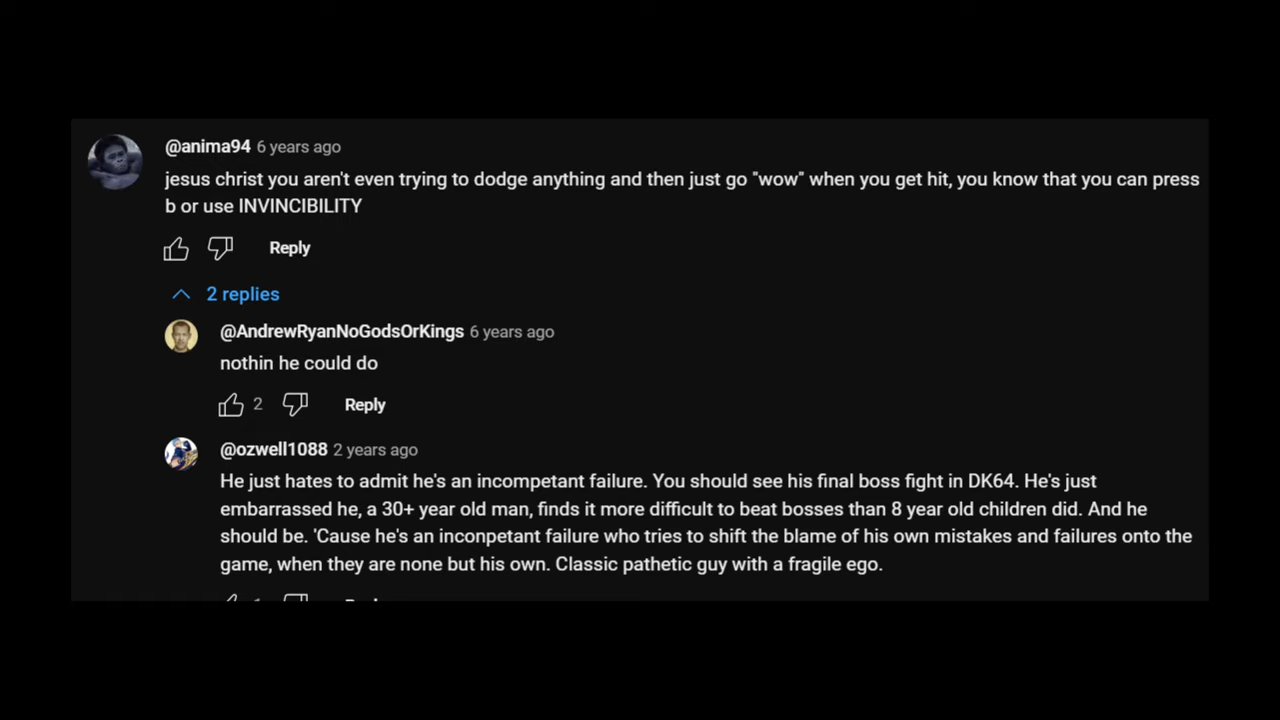 @anima94 6 years ago
jesus christ you aren't even trying to dodge anything and then just go "wow" when you get hit, you know that you can press
b or use INVINCIBILITY
Reply
2 replies
@AndrewRyanNoGodsOrKings 6 years ago
nothin he could do
2 Reply
@ozwell1088 2 years ago
He just hates to admit he's an incompetant failure. You should see his final boss fight in DK64. He's just
embarrassed he, a 30+ year old man, finds it more difficult to beat bosses than 8 year old children did. And he
should be. 'Cause he's an inconpetant failure who tries to shift the blame of his own mistakes and failures onto the
game, when they are none but his own. Classic pathetic guy with a fragile ego.